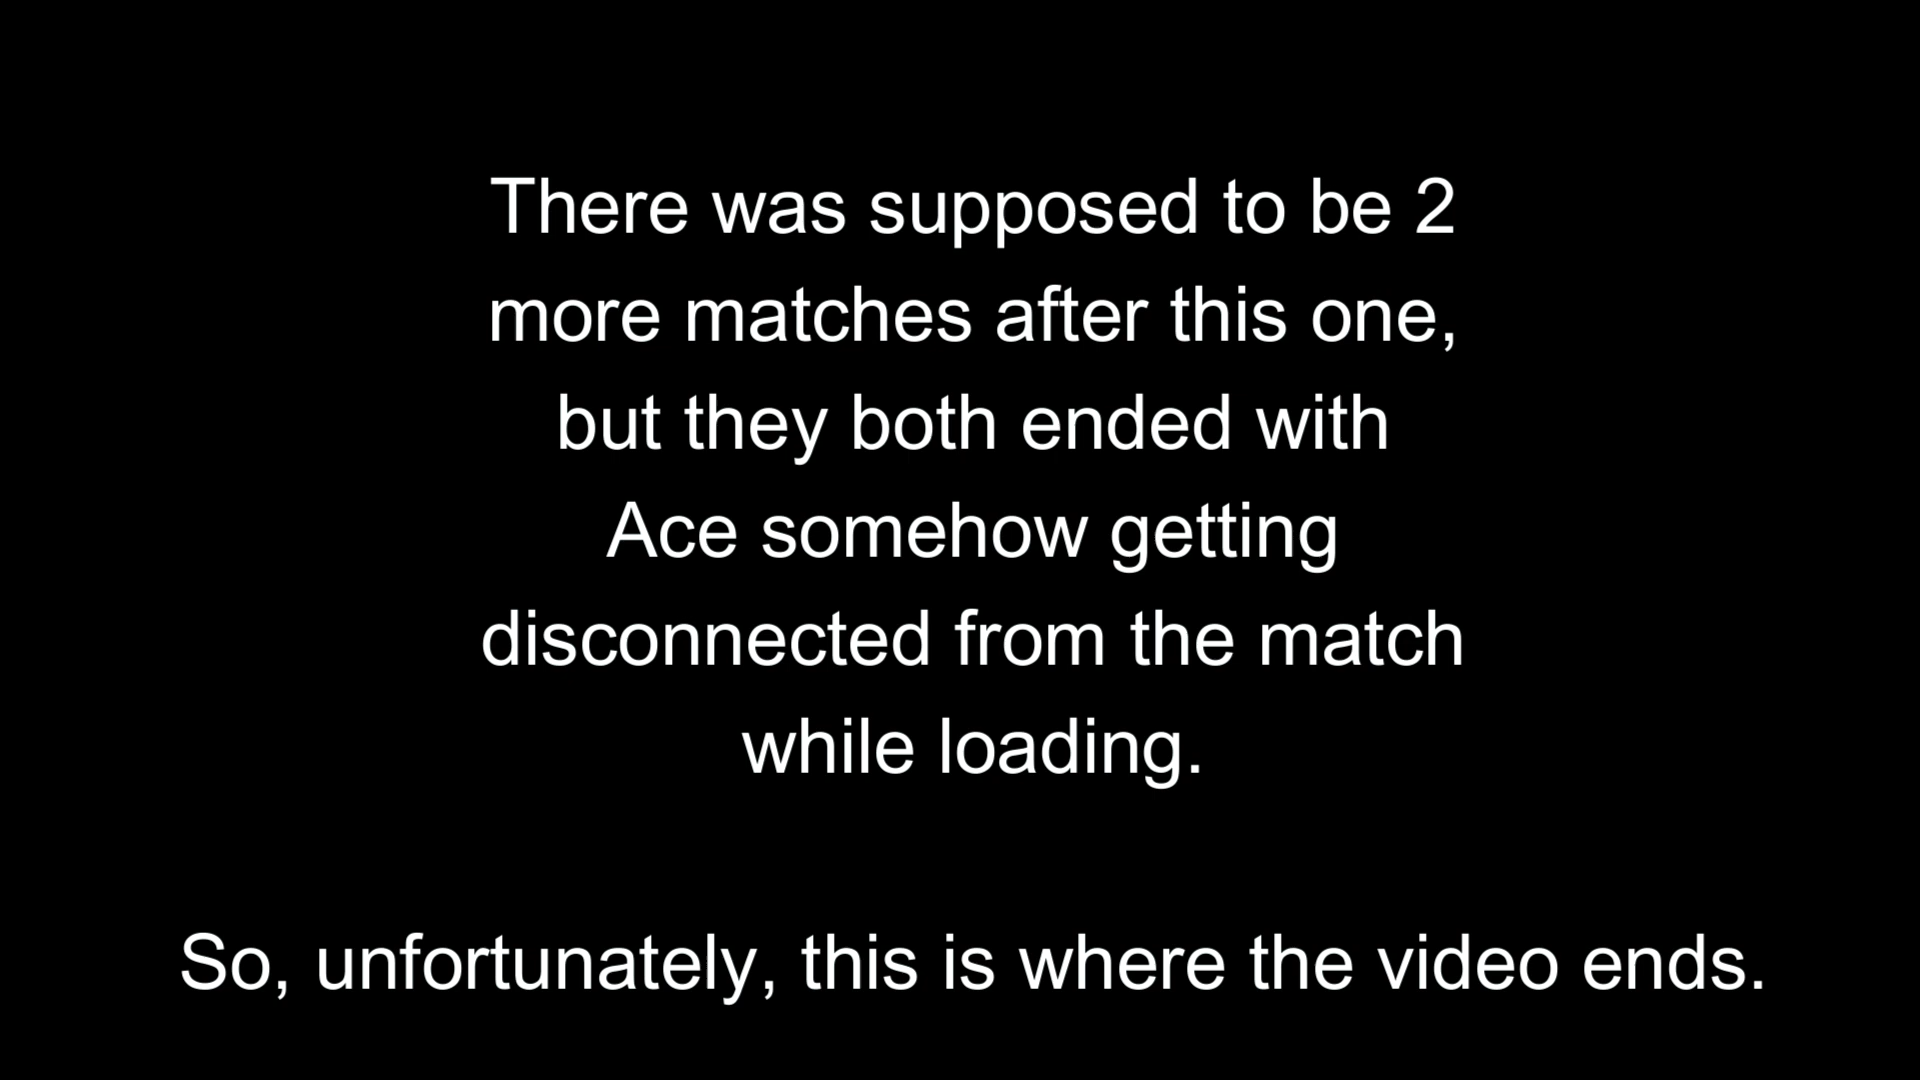 There was supposed to be 2
more matches after this one,
but they both ended with
Ace somehow getting
disconnected from the match
while loading.
So, unfortunately, this is where the video ends.